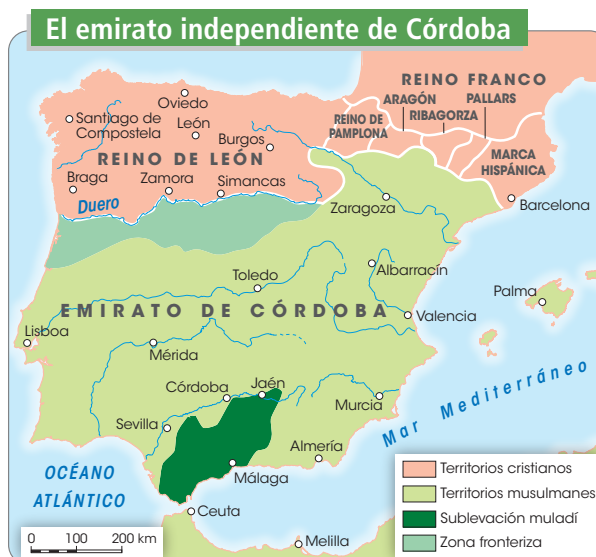 El emirato independiente de Córdoba
REINO FRANCO
ARAGÓN
PALLARS
RIBAGORZA
REINO DE
PAMPLONA
MARCA
HISPÁNICA
Oviedo
Santiago de
Compostela
León
Burgos
REINO DE LEÓN
Braga
Zamora
Simancas
Duero
Zaragoza
Barcelona
Albarracín
Toledo
Palma
EMIRATO DE CÓRDOBA
Valencia
Lisboa
Mérida
Córdoba
Jaén
Murcia
Sevilla
Almería
Málaga
Mar Mediterráneo
OCÉANO
ATLÁNTICO
Ceuta
Melilla
0 100 200 km
Territorios cristianos
Territorios musulmanes
Sublevación muladí
Zona fronteriza